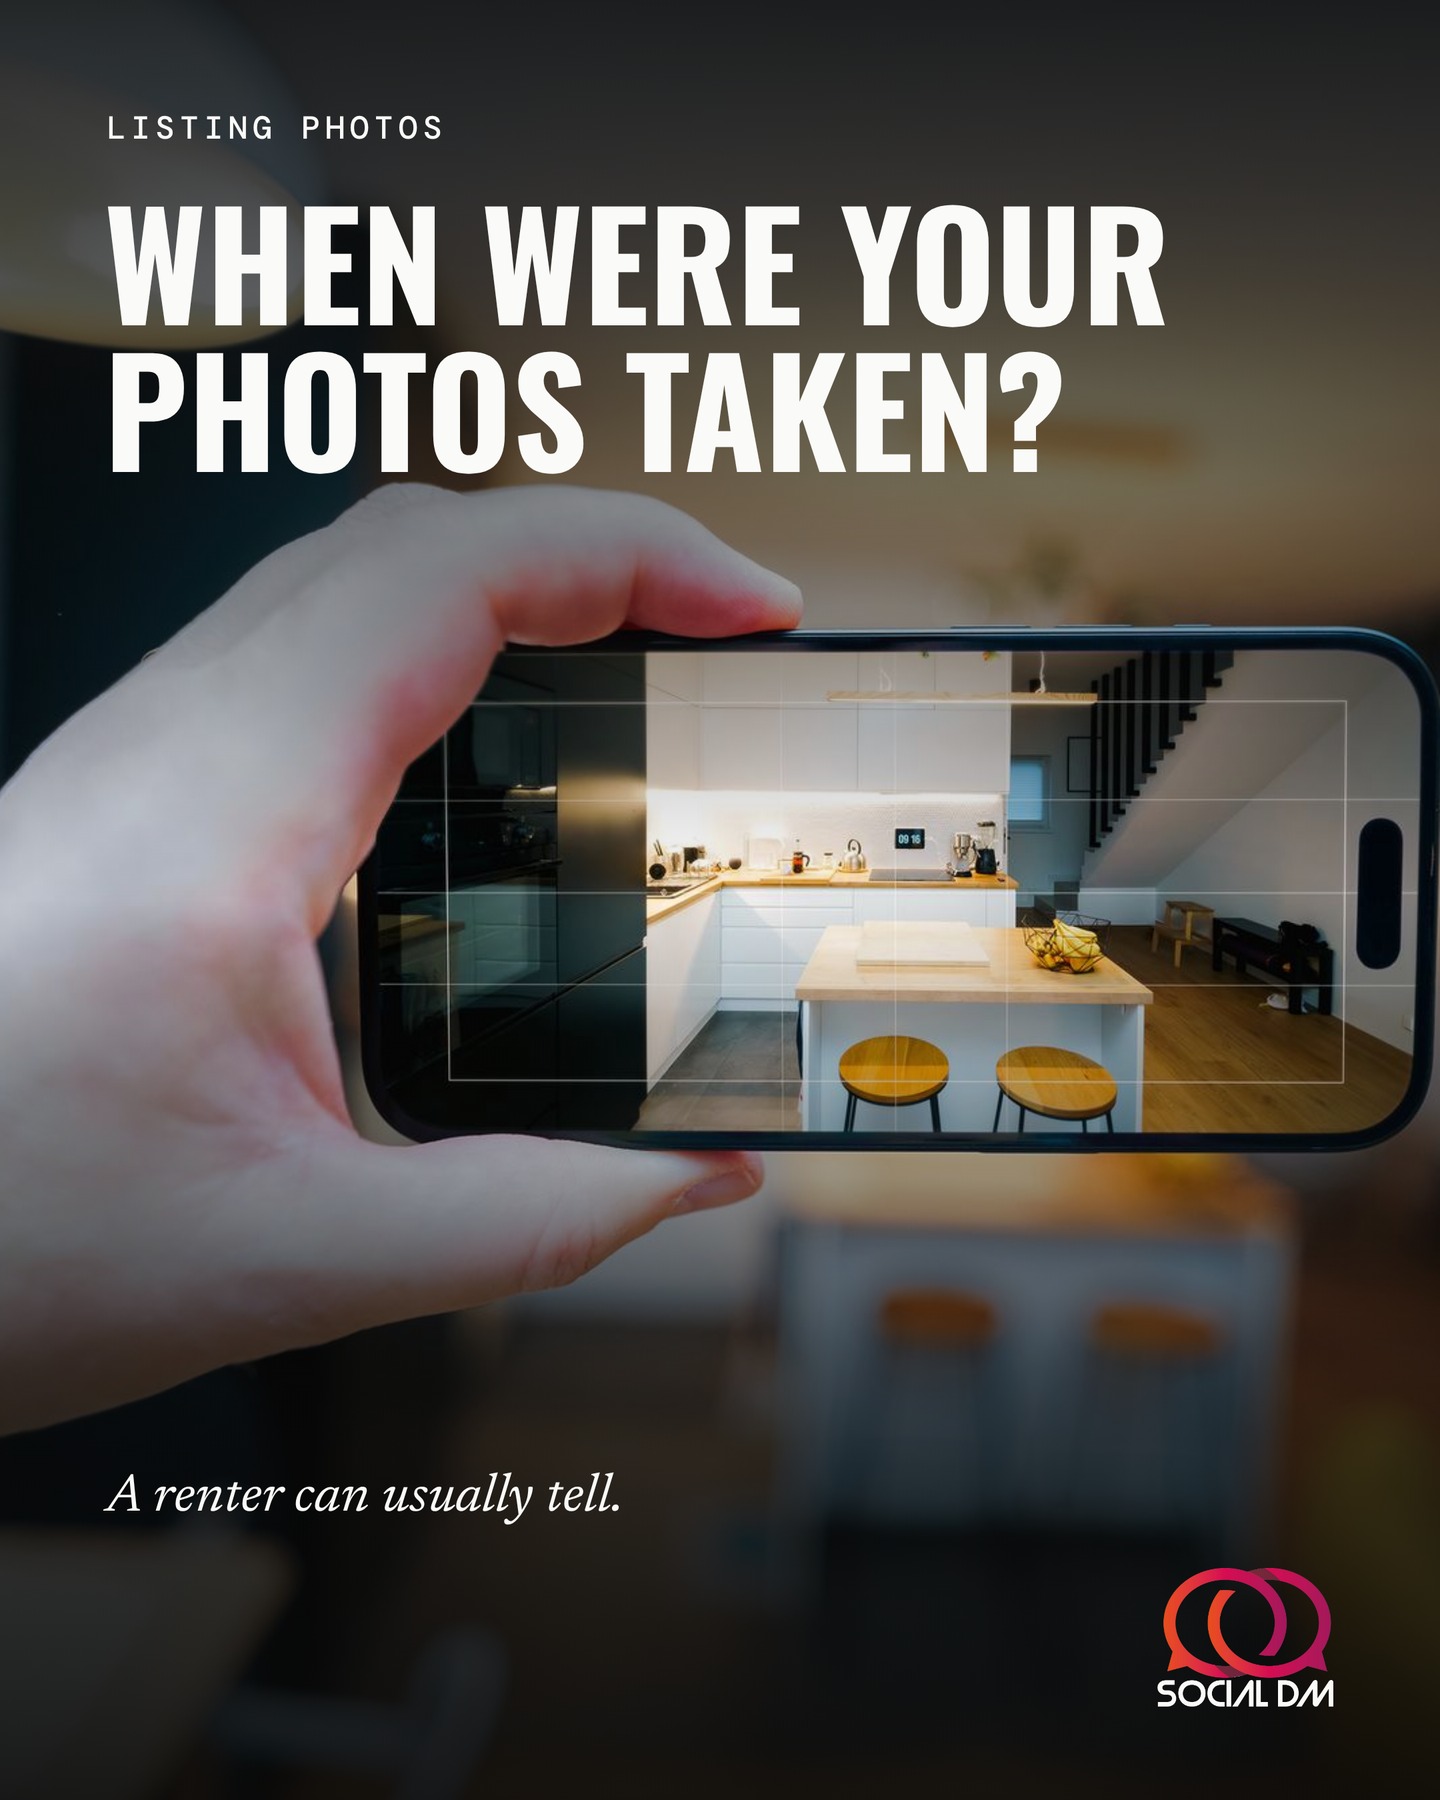 LISTING PHOTOS
WHEN WERE YOUR
PHOTOS TAKEN?
09 16
A renter can usually tell.
SOCIAL DM